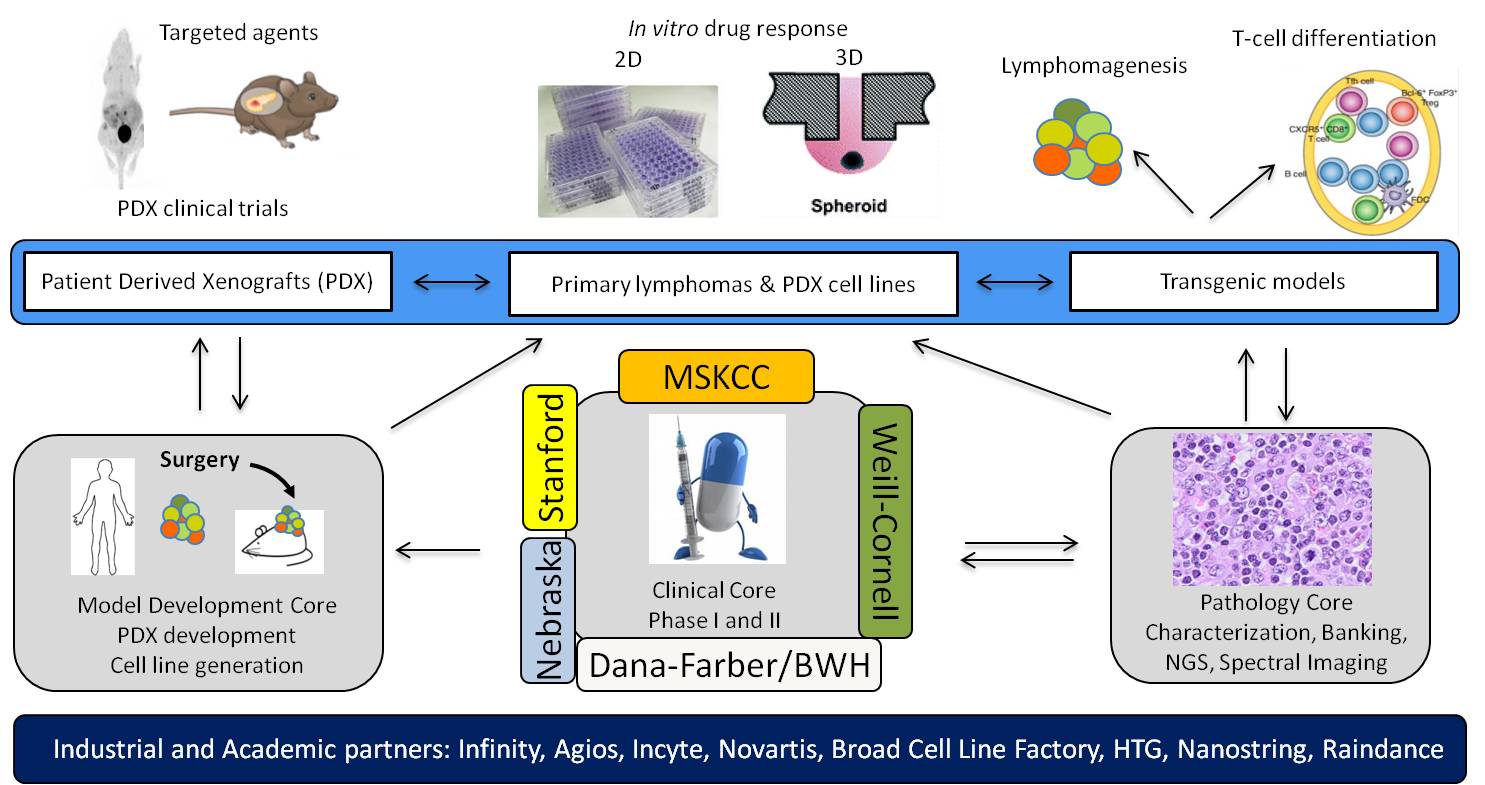 Targeted agents
PDX clinical trials
In vitro drug response
2D
3D
Spheroid
Lymphomagenesis
T-cell differentiation
Tfh cell
Bcl-6⁺ FoxP3⁺
Treg
CXCR5⁺ CD8⁺
T cell
B cell
FDC
Patient Derived Xenografts (PDX)
Primary lymphomas & PDX cell lines
Transgenic models
Surgery
Model Development Core
PDX development
Cell line generation
MSKCC
Stanford
Nebraska
Weill-Cornell
Dana-Farber/BWH
Clinical Core
Phase I and II
Pathology Core
Characterization, Banking,
NGS, Spectral Imaging
Industrial and Academic partners: Infinity, Agios, Incyte, Novartis, Broad Cell Line Factory, HTG, Nanostring, Raindance